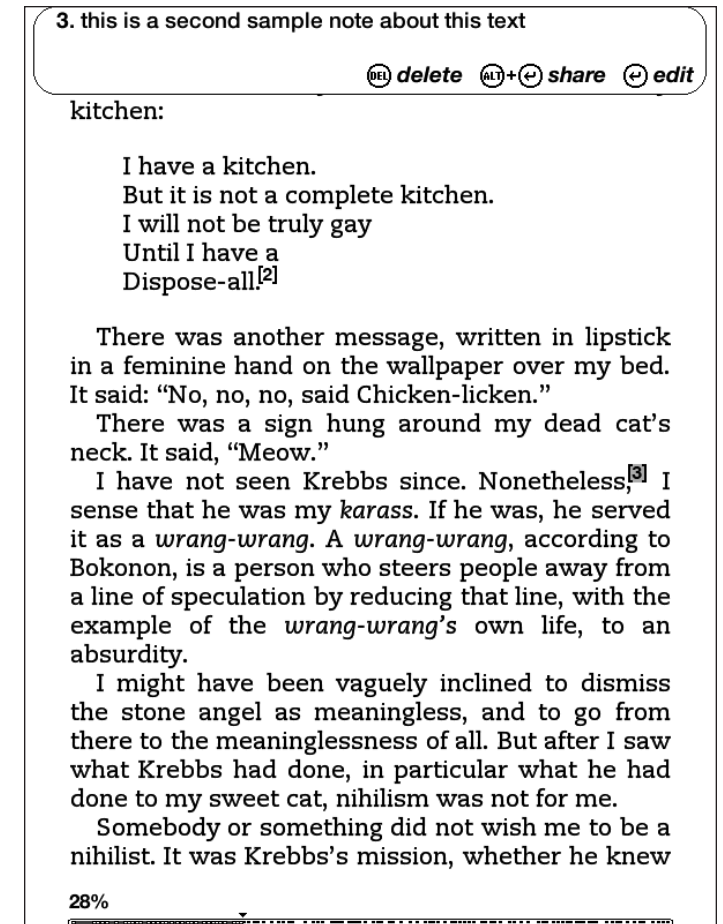 3. this is a second sample note about this text
DEL delete ALT+↵ share ↵ edit
kitchen:
I have a kitchen.
But it is not a complete kitchen.
I will not be truly gay
Until I have a
Dispose-all.[2]
There was another message, written in lipstick
in a feminine hand on the wallpaper over my bed.
It said: “No, no, no, said Chicken-licken.”
There was a sign hung around my dead cat’s
neck. It said, “Meow.”
I have not seen Krebbs since. Nonetheless,[3] I
sense that he was my karass. If he was, he served
it as a wrang-wrang. A wrang-wrang, according to
Bokonon, is a person who steers people away from
a line of speculation by reducing that line, with the
example of the wrang-wrang’s own life, to an
absurdity.
I might have been vaguely inclined to dismiss
the stone angel as meaningless, and to go from
there to the meaninglessness of all. But after I saw
what Krebbs had done, in particular what he had
done to my sweet cat, nihilism was not for me.
Somebody or something did not wish me to be a
nihilist. It was Krebbs’s mission, whether he knew
28%